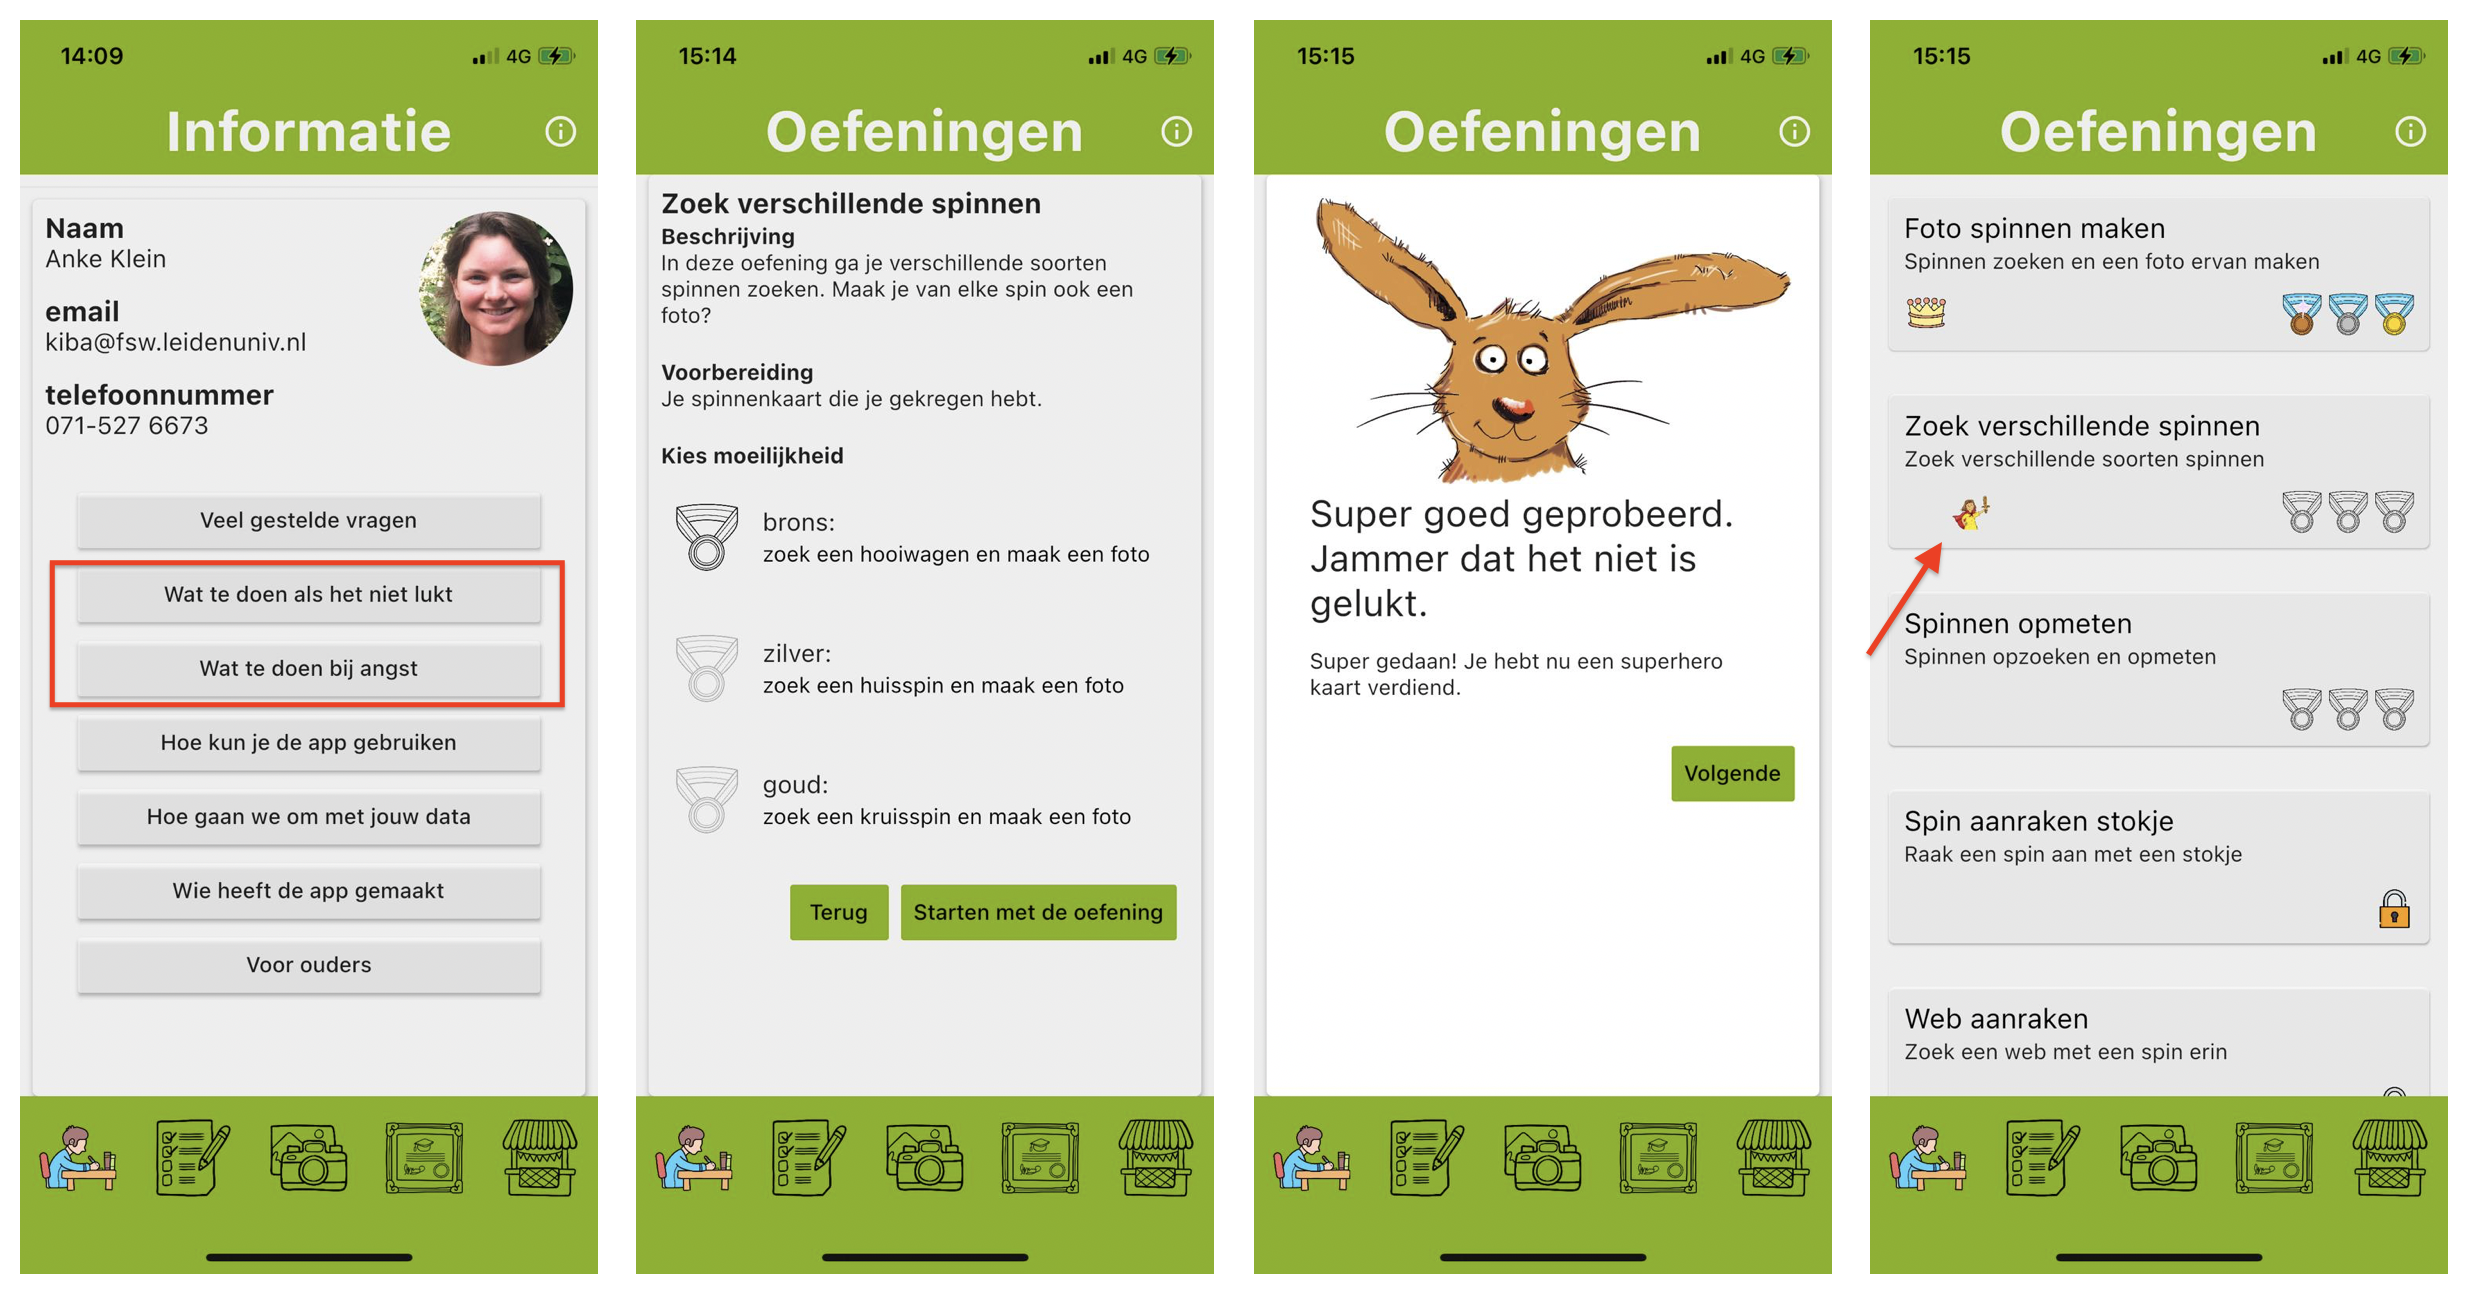 14:09
4G
Informatie
Naam
Anke Klein
email
kiba@fsw.leidenuniv.nl
telefoonnummer
071-527 6673
Veel gestelde vragen
Wat te doen als het niet lukt
Wat te doen bij angst
Hoe kun je de app gebruiken
Hoe gaan we om met jouw data
Wie heeft de app gemaakt
Voor ouders
15:14
4G
Oefeningen
Zoek verschillende spinnen
Beschrijving
In deze oefening ga je verschillende soorten
spinnen zoeken. Maak je van elke spin ook een
foto?
Voorbereiding
Je spinnenkaart die je gekregen hebt.
Kies moeilijkheid
brons:
zoek een hooiwagen en maak een foto
zilver:
zoek een huisspin en maak een foto
goud:
zoek een kruisspin en maak een foto
Terug
Starten met de oefening
15:15
4G
Oefeningen
Super goed geprobeerd.
Jammer dat het niet is
gelukt.
Super gedaan! Je hebt nu een superhero
kaart verdiend.
Volgende
15:15
4G
Oefeningen
Foto spinnen maken
Spinnen zoeken en een foto ervan maken
Zoek verschillende spinnen
Zoek verschillende soorten spinnen
Spinnen opmeten
Spinnen opzoeken en opmeten
Spin aanraken stokje
Raak een spin aan met een stokje
Web aanraken
Zoek een web met een spin erin